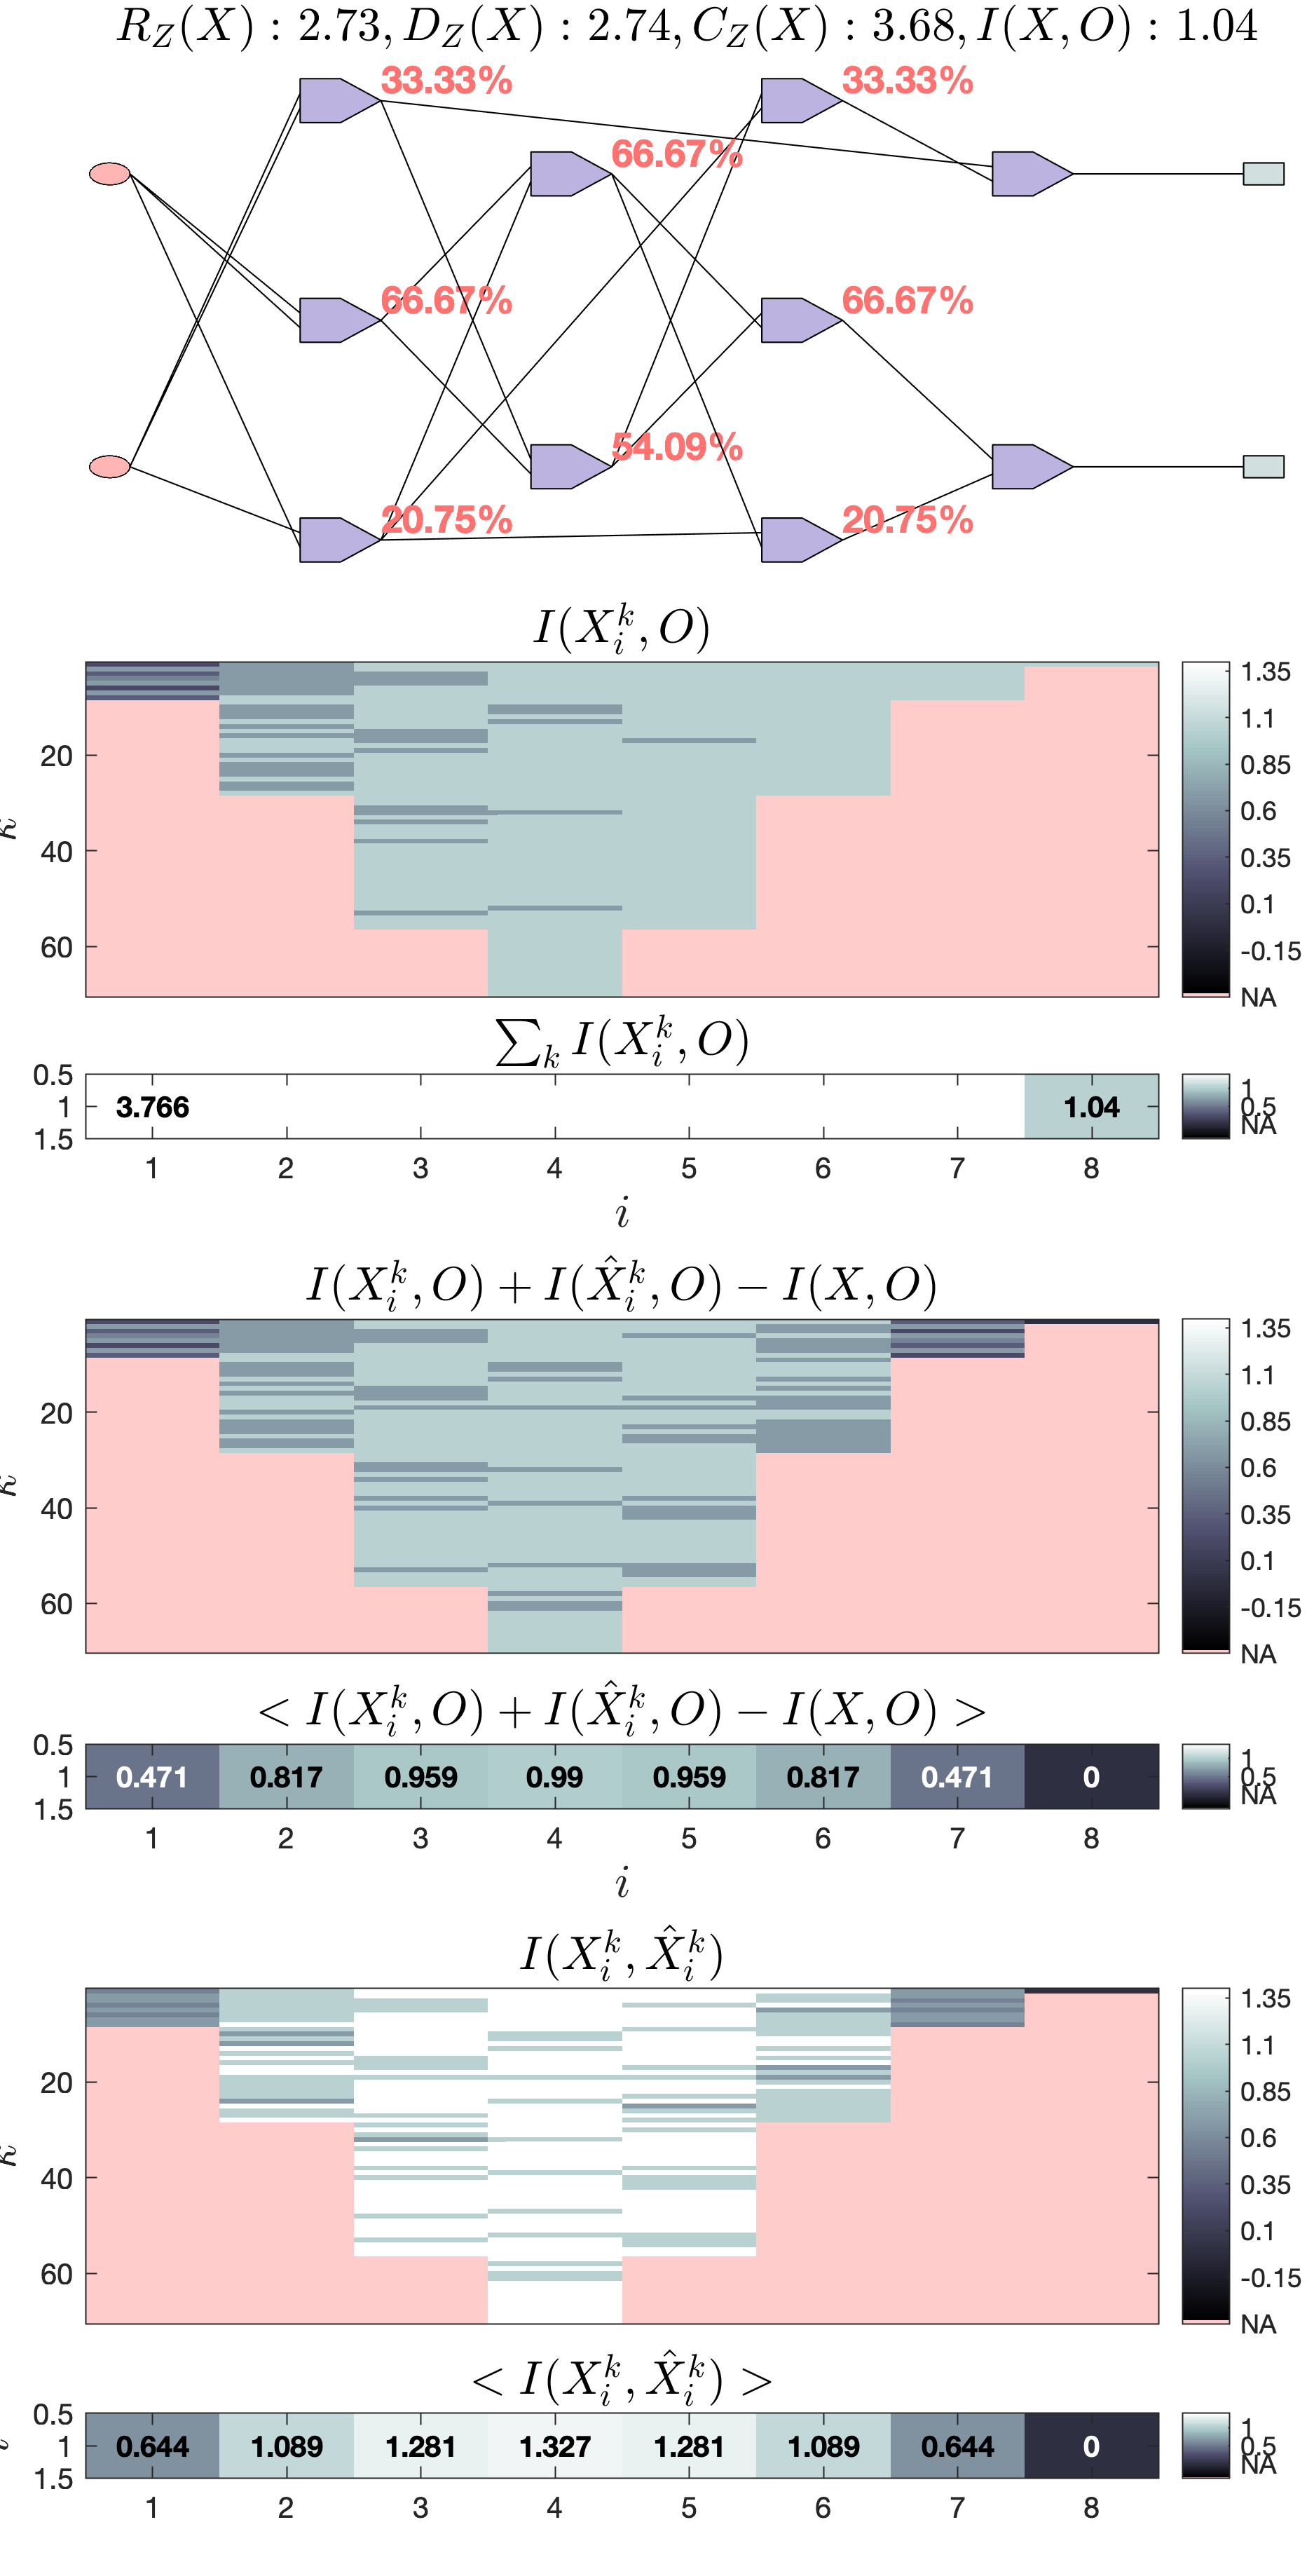 R_Z(X) : 2.73, D_Z(X) : 2.74, C_Z(X) : 3.68, I(X, O) : 1.04
33.33% 33.33%
66.67%
66.67% 66.67%
54.09%
20.75% 20.75%
I(X_i^k, O)
20
40
60
k
1.35
1.1
0.85
0.6
0.35
0.1
-0.15
NA
∑_k I(X_i^k, O)
0.5
1
1.5
3.766 1.04
1
0.5
NA
1 2 3 4 5 6 7 8
i
I(X_i^k, O) + I(X̂_i^k, O) − I(X, O)
20
40
60
k
1.35
1.1
0.85
0.6
0.35
0.1
-0.15
NA
< I(X_i^k, O) + I(X̂_i^k, O) − I(X, O) >
0.5
1
1.5
0.471 0.817 0.959 0.99 0.959 0.817 0.471 0
1
0.5
NA
1 2 3 4 5 6 7 8
i
I(X_i^k, X̂_i^k)
20
40
60
k
1.35
1.1
0.85
0.6
0.35
0.1
-0.15
NA
< I(X_i^k, X̂_i^k) >
0.5
1
1.5
0.644 1.089 1.281 1.327 1.281 1.089 0.644 0
1
0.5
NA
1 2 3 4 5 6 7 8